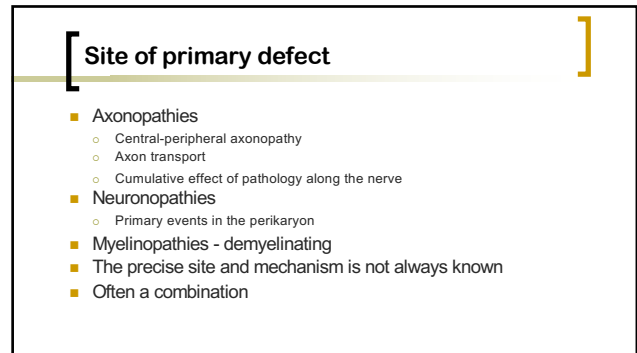 Site of primary defect
Axonopathies
Central-peripheral axonopathy
Axon transport
Cumulative effect of pathology along the nerve
Neuronopathies
Primary events in the perikaryon
Myelinopathies - demyelinating
The precise site and mechanism is not always known
Often a combination